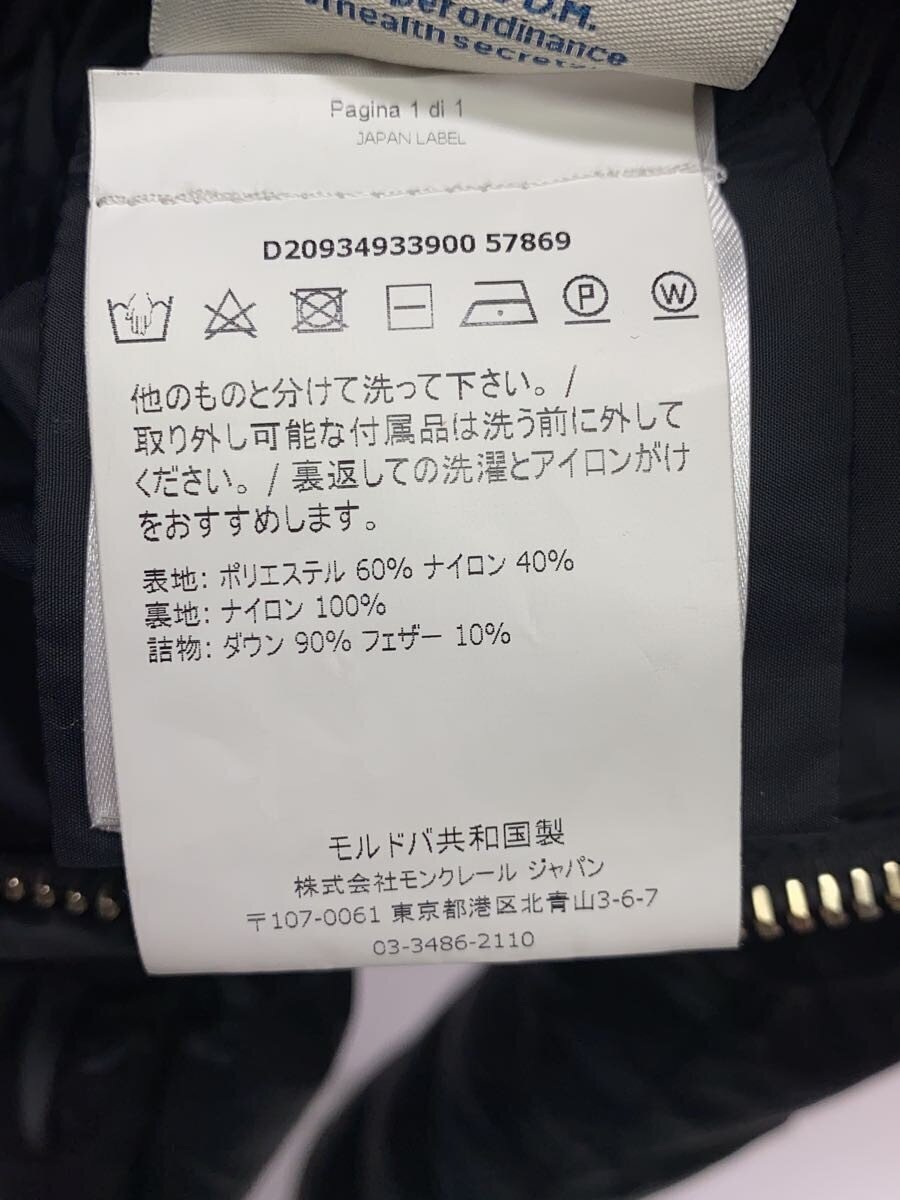 D.M.
per ordinance
health secret
Pagina 1 di 1
JAPAN LABEL
D20934933900 57869
P W
他のものと分けて洗って下さい。/
取り外し可能な付属品は洗う前に外して
ください。/ 裏返しての洗濯とアイロンがけ
をおすすめします。
表地: ポリエステル 60% ナイロン 40%
裏地: ナイロン 100%
詰物: ダウン 90% フェザー 10%
モルドバ共和国製
株式会社モンクレール ジャパン
〒107-0061 東京都港区北青山3-6-7
03-3486-2110